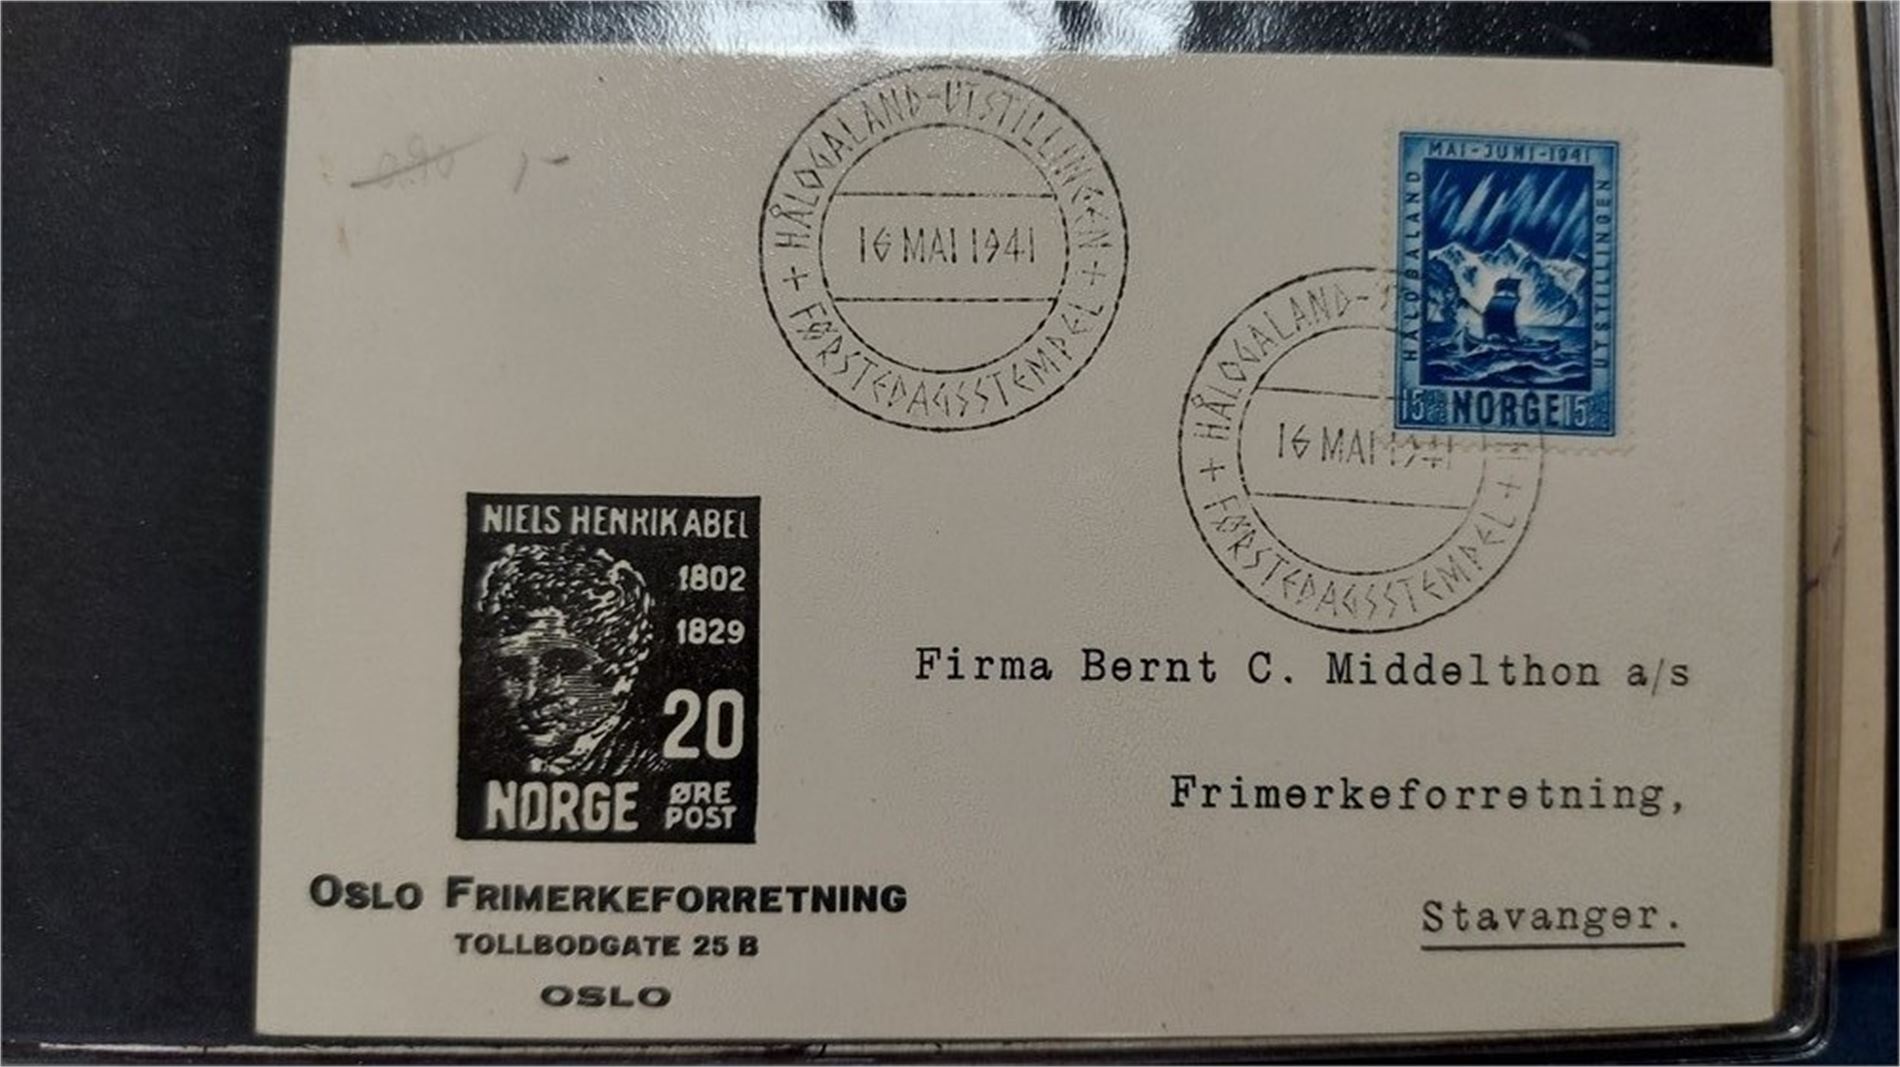 HÅLOGALAND-UTSTILLINGEN
16 MAI 1941
+ FØRSTEDAGSSTEMPEL +
MAI-JUNI-1941
HÅLOGALAND
UTSTILLINGEN
15 NORGE 15
HÅLOGALAND-
16 MAI 1941
+ FØRSTEDAGSSTEMPEL +
NIELS HENRIK ABEL
1802
1829
20
NORGE ØRE POST
Firma Bernt C. Middelthon a/s
Frimerkeforretning,
Stavanger.
OSLO FRIMERKEFORRETNING
TOLLBODGATE 25 B
OSLO